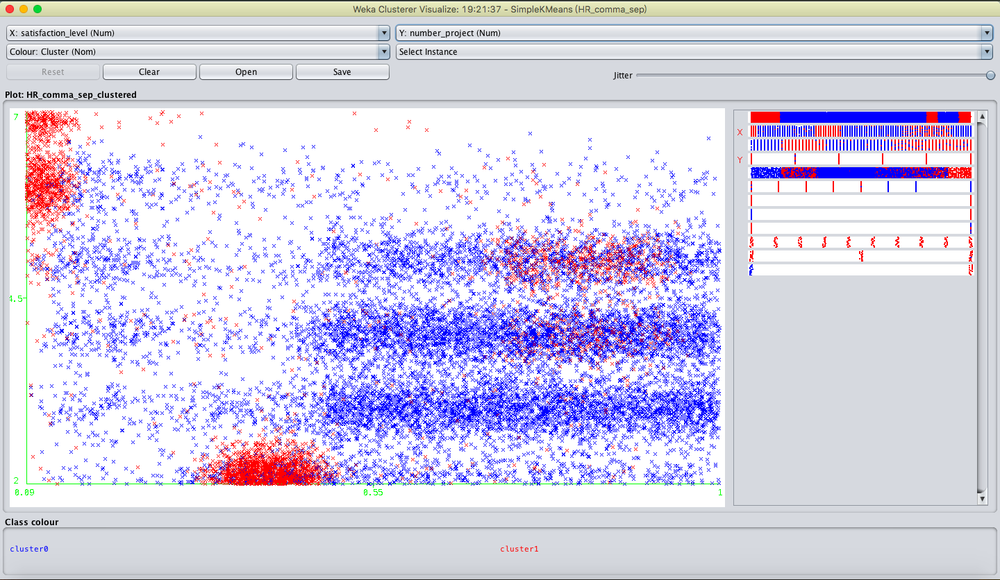 Weka Clusterer Visualize: 19:21:37 - SimpleKMeans (HR_comma_sep)
X: satisfaction_level (Num)
Y: number_project (Num)
Colour: Cluster (Nom)
Select Instance
Reset
Clear
Open
Save
Jitter
Plot: HR_comma_sep_clustered
7
4.5
2
0.09
0.55
1
X
Y
Class colour
cluster0
cluster1